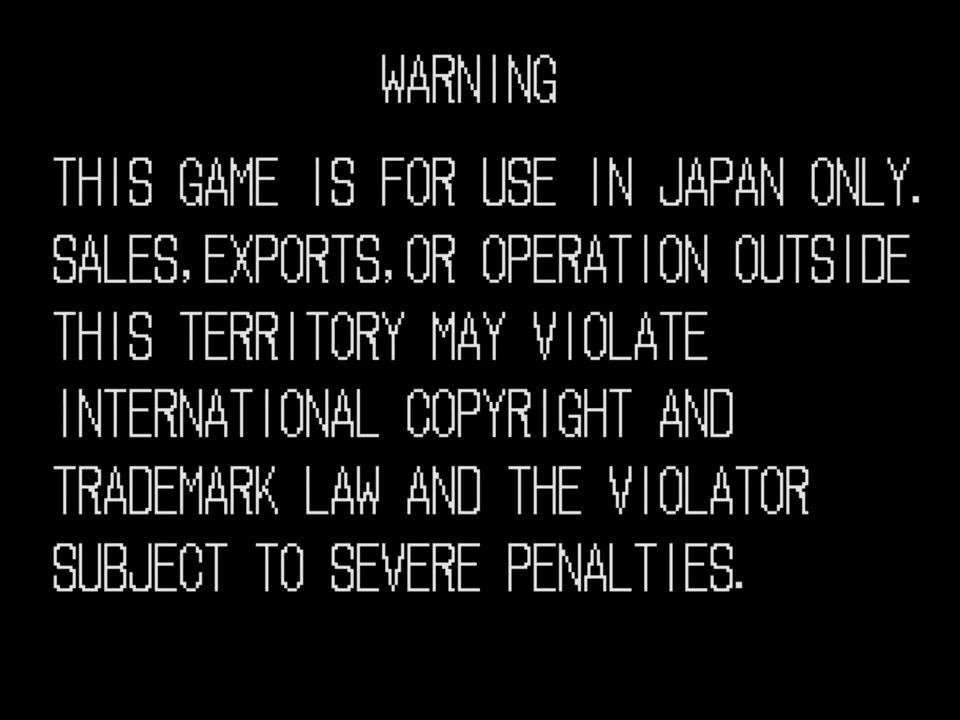 WARNING
THIS GAME IS FOR USE IN JAPAN ONLY.
SALES,EXPORTS,OR OPERATION OUTSIDE
THIS TERRITORY MAY VIOLATE
INTERNATIONAL COPYRIGHT AND
TRADEMARK LAW AND THE VIOLATOR
SUBJECT TO SEVERE PENALTIES.